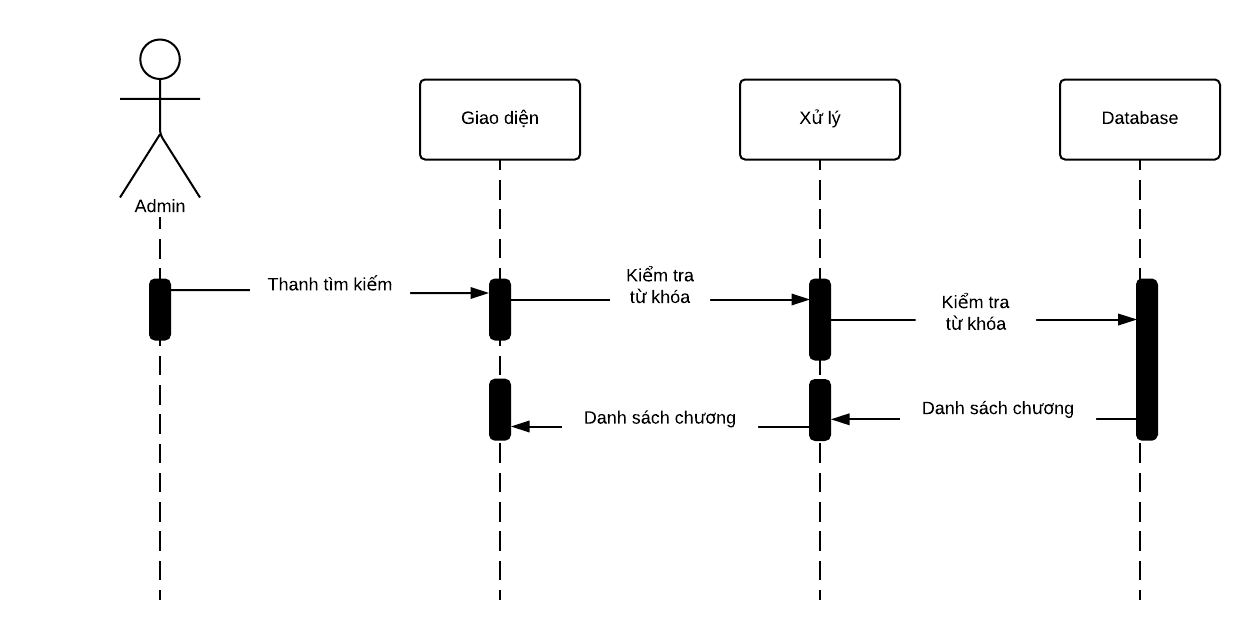 Giao diện
Xử lý
Database
Admin
Thanh tìm kiếm
Kiểm tra
từ khóa
Kiểm tra
từ khóa
Danh sách chương
Danh sách chương